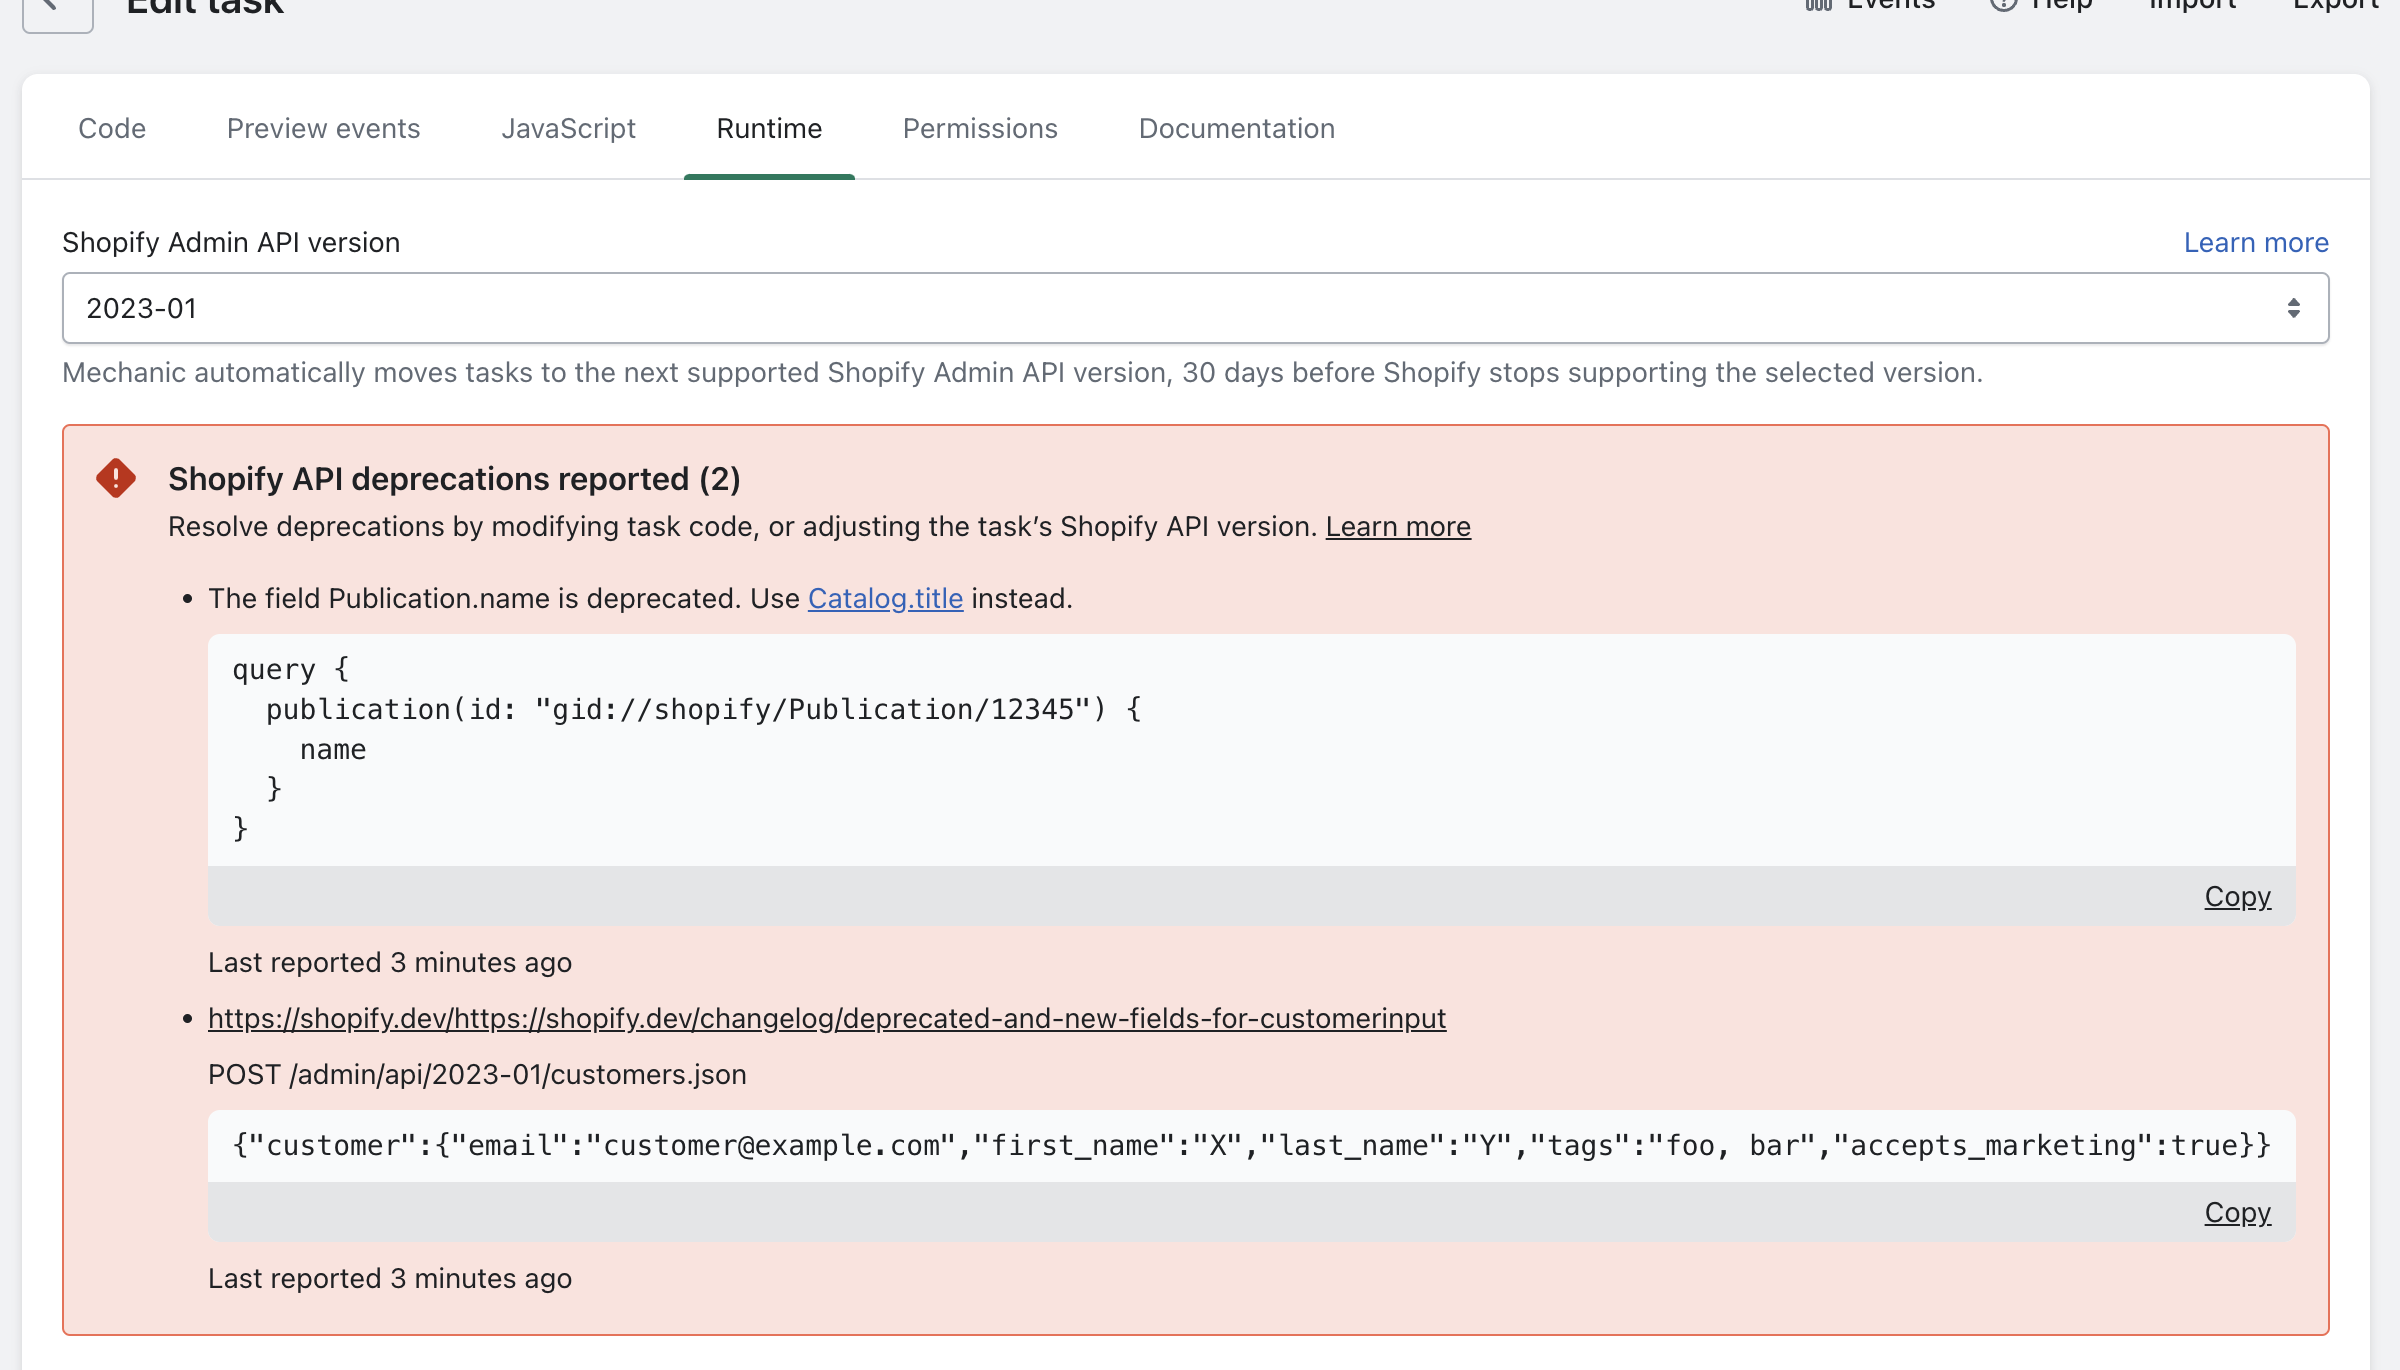 Edit task
Events
Help
Import
Export
Code
Preview events
JavaScript
Runtime
Permissions
Documentation
Shopify Admin API version
Learn more
2023-01
Mechanic automatically moves tasks to the next supported Shopify Admin API version, 30 days before Shopify stops supporting the selected version.
Shopify API deprecations reported (2)
Resolve deprecations by modifying task code, or adjusting the task’s Shopify API version. Learn more
• The field Publication.name is deprecated. Use Catalog.title instead.
query {
  publication(id: "gid://shopify/Publication/12345") {
    name
  }
}
Copy
Last reported 3 minutes ago
• https://shopify.dev/https://shopify.dev/changelog/deprecated-and-new-fields-for-customerinput
POST /admin/api/2023-01/customers.json
{"customer":{"email":"customer@example.com","first_name":"X","last_name":"Y","tags":"foo, bar","accepts_marketing":true}}
Copy
Last reported 3 minutes ago